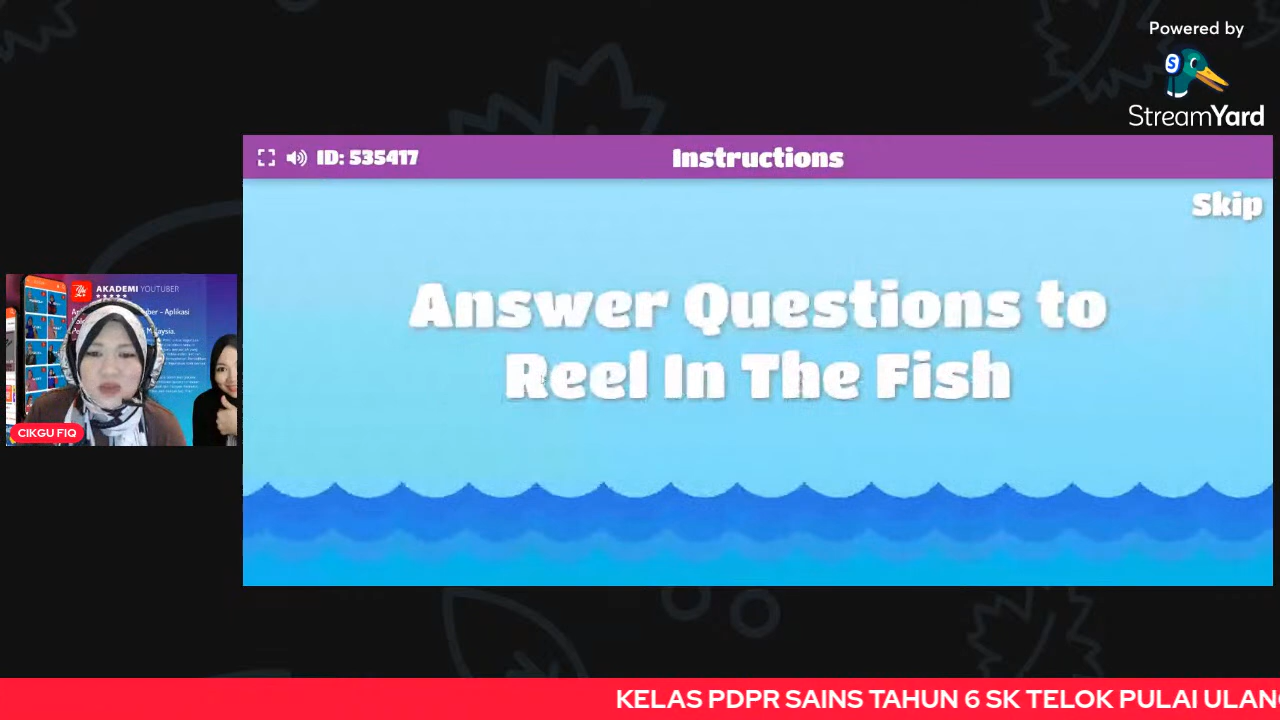 Powered by
S
StreamYard
ID: 535417
Instructions
Skip
Answer Questions to
Reel In The Fish
AKADEMI YOUTUBER
CIKGU FIQ
KELAS PDPR SAINS TAHUN 6 SK TELOK PULAI